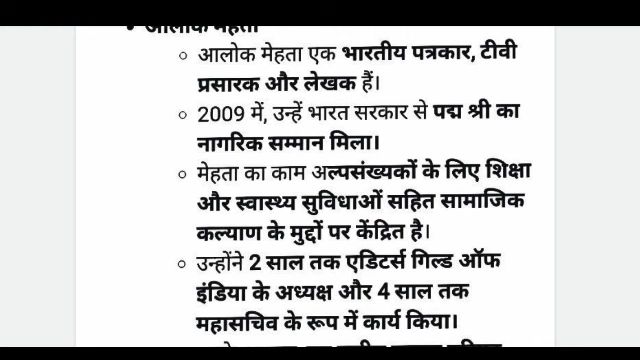 आलोक मेहता
आलोक मेहता एक भारतीय पत्रकार, टीवी
प्रसारक और लेखक हैं।
2009 में, उन्हें भारत सरकार से पद्म श्री का
नागरिक सम्मान मिला।
मेहता का काम अल्पसंख्यकों के लिए शिक्षा
और स्वास्थ्य सुविधाओं सहित सामाजिक
कल्याण के मुद्दों पर केंद्रित है।
उन्होंने 2 साल तक एडिटर्स गिल्ड ऑफ
इंडिया के अध्यक्ष और 4 साल तक
महासचिव के रूप में कार्य किया।